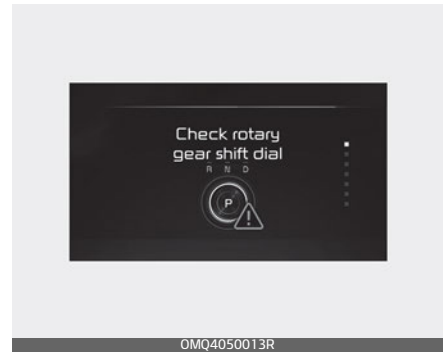 Check rotary
gear shift dial
R N D
P
OMQ4050013R